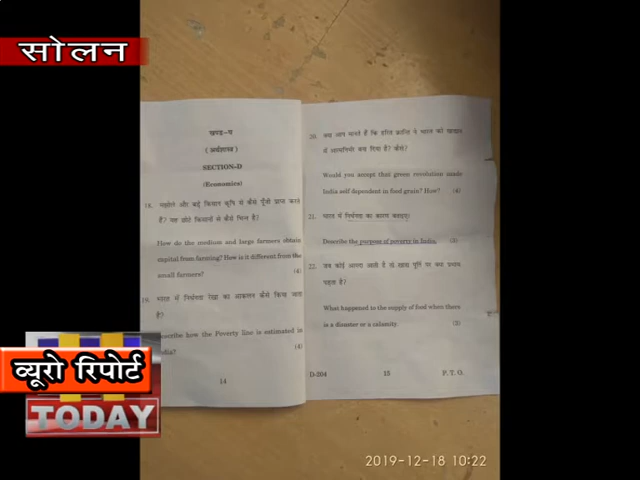 सोलन
खण्ड-घ
(अर्थशास्त्र)
SECTION-D
(Economics)
18. मझोले और बड़े किसान कृषि से कैसे पूँजी प्राप्त करते
हैं? यह छोटे किसानों से कैसे भिन्न है?
How do the medium and large farmers obtain
capital from farming? How is it different from the
small farmers? (4)
19. भारत में निर्धनता रेखा का आकलन कैसे किया जाता
है?
escribe how the Poverty line is estimated in
dia? (4)
14
20. क्या आप मानते हैं कि हरित क्रान्ति ने भारत को खाद्यान्न
में आत्मनिर्भर बना दिया है? कैसे?
Would you accept that green revolution made
India self dependent in food grain? How? (4)
21. भारत में निर्धनता का कारण बताइए।
Describe the purpose of poverty in India. (3)
22. जब कोई आपदा आती है तो खाद्य पूर्ति पर क्या प्रभाव
पड़ता है?
What happened to the supply of food when there
is a disaster or a calamity. (3)
D-504 15 P.T.O.
ब्यूरो रिपोर्ट
TODAY
2019-12-18 10:22